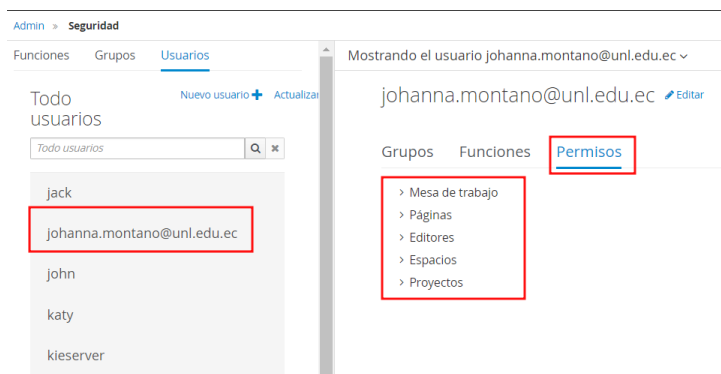 Admin » Seguridad
Funciones Grupos Usuarios
Todo usuarios
Nuevo usuario Actualizar
Todo usuarios
jack
johanna.montano@unl.edu.ec
john
katy
kieserver
Mostrando el usuario johanna.montano@unl.edu.ec
johanna.montano@unl.edu.ec Editar
Grupos Funciones Permisos
> Mesa de trabajo
> Páginas
> Editores
> Espacios
> Proyectos